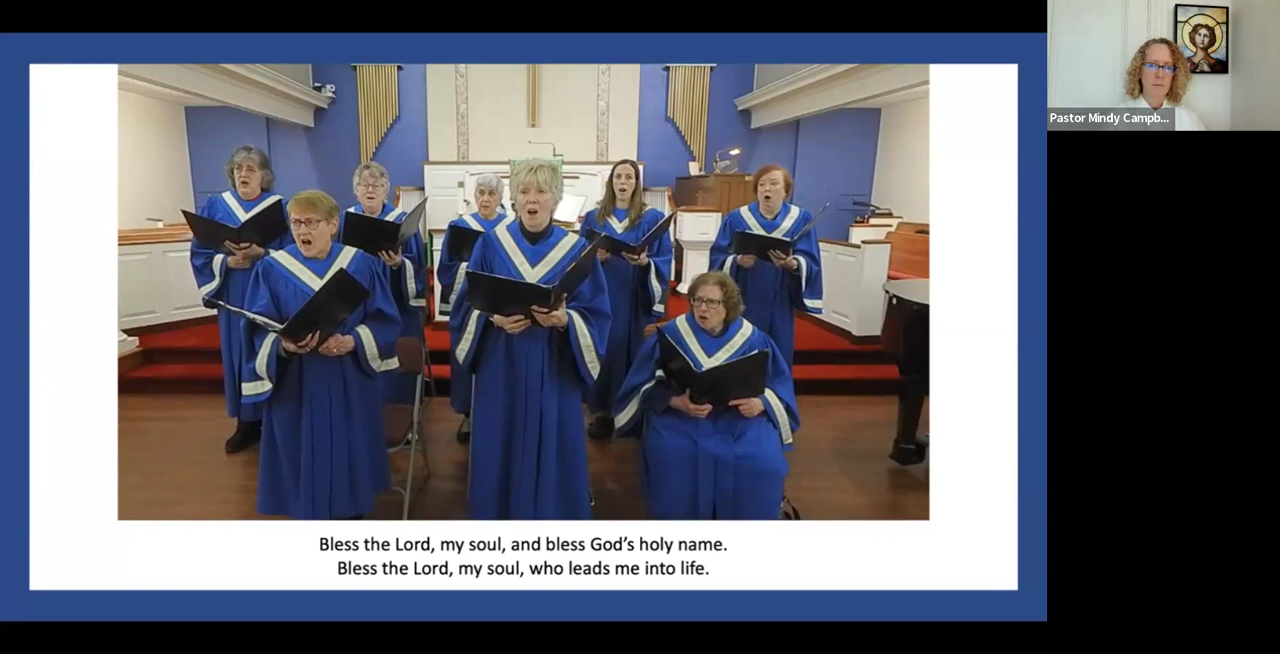 Pastor Mindy Campb...
Bless the Lord, my soul, and bless God's holy name.
Bless the Lord, my soul, who leads me into life.